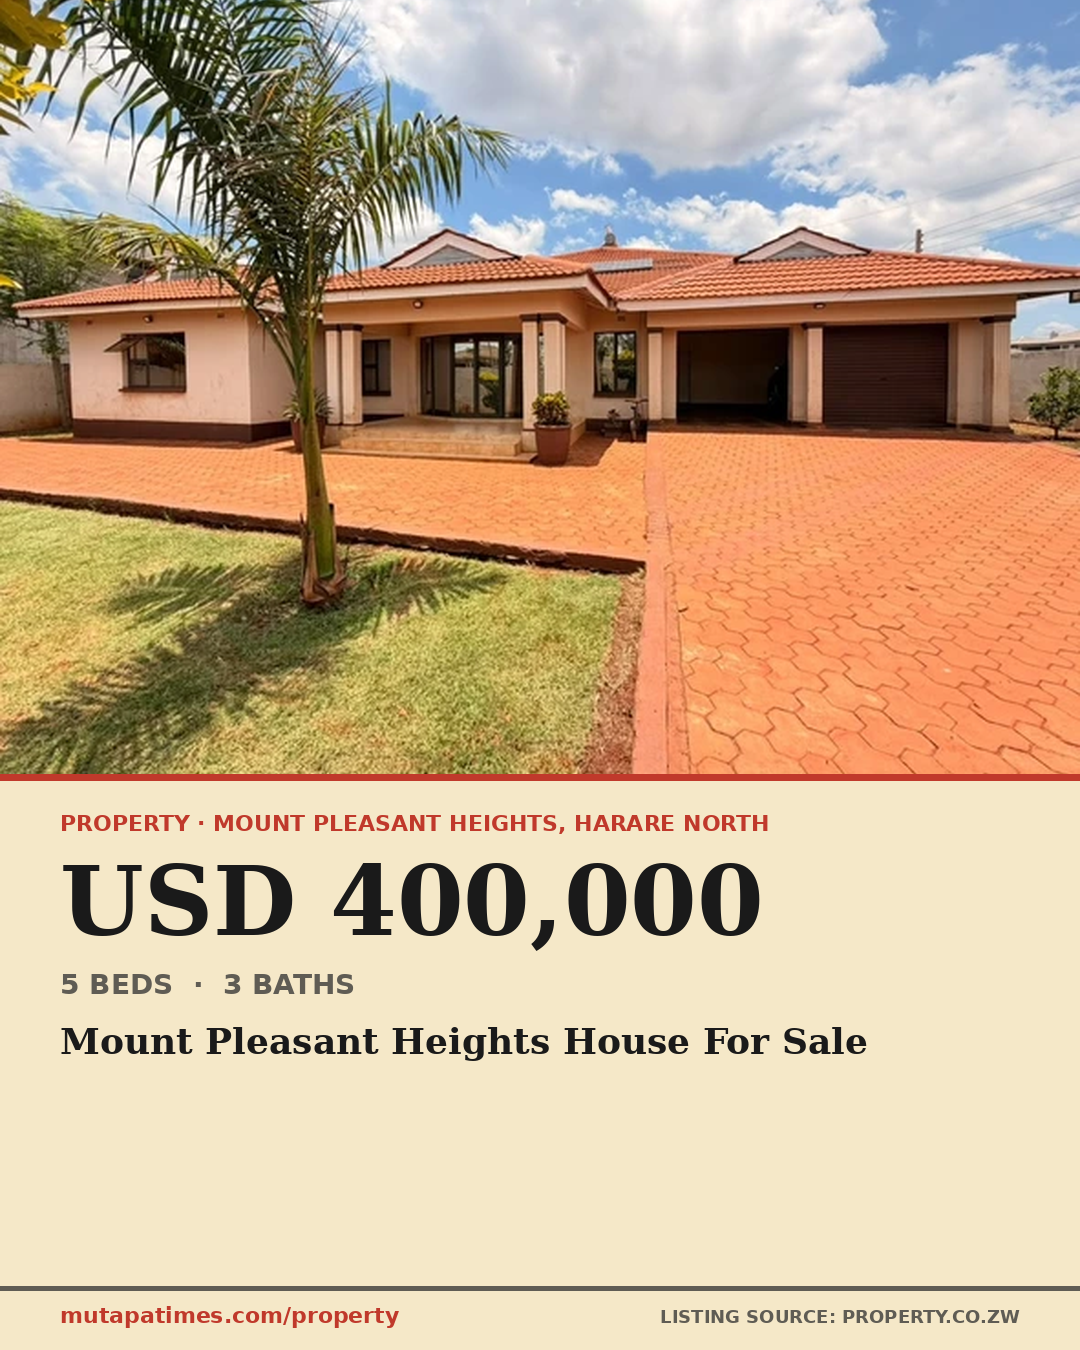 PROPERTY · MOUNT PLEASANT HEIGHTS, HARARE NORTH
USD 400,000
5 BEDS · 3 BATHS
Mount Pleasant Heights House For Sale
mutapatimes.com/property
LISTING SOURCE: PROPERTY.CO.ZW